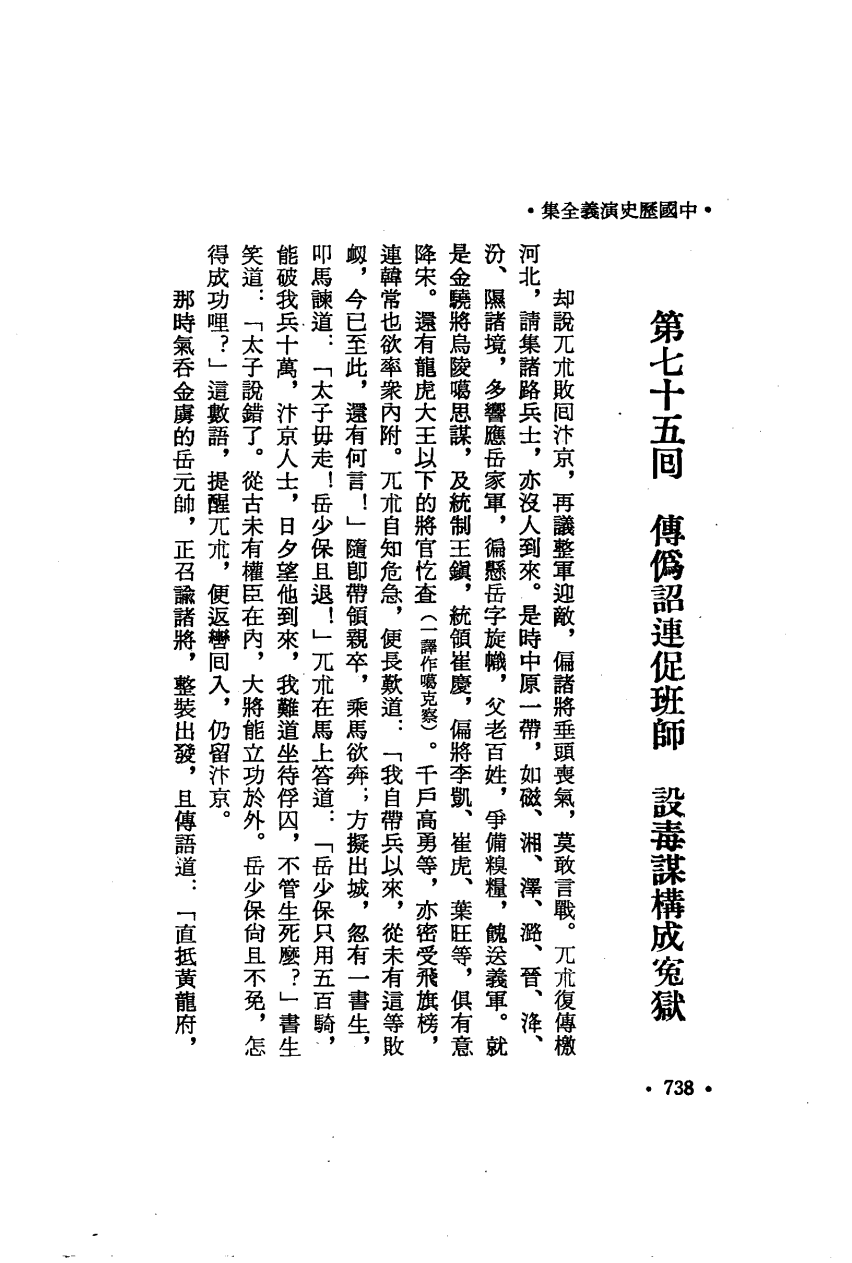 •中國歷史演義全集•
第七十五回　傳僞詔連促班師　設毒謀構成冤獄
却說兀朮敗回汴京，再議整軍迎敵，偏諸將垂頭喪氣，莫敢言戰。兀朮復傳檄
河北，請集諸路兵士，亦沒人到來。是時中原一帶，如磁、湘、澤、潞、晉、洚、
汾、隰諸境，多響應岳家軍，徧懸岳字旋幟，父老百姓，爭備糗糧，餽送義軍。就
是金驍將烏陵噶思謀，及統制王鎭，統領崔慶，偏將李凱、崔虎、葉旺等，俱有意
降宋。還有龍虎大王以下的將官忔查（一譯作噶克察）。千戶高勇等，亦密受飛旗榜，
連韓常也欲率衆內附。兀朮自知危急，便長歎道：「我自帶兵以來，從未有這等敗
衂，今已至此，還有何言！」隨卽帶領親卒，乘馬欲奔；方擬出城，忽有一書生，
叩馬諫道：「太子毋走！岳少保且退！」兀朮在馬上答道：「岳少保只用五百騎，
能破我兵十萬，汴京人士，日夕望他到來，我難道坐待俘囚，不管生死麼？」書生
笑道：「太子說錯了。從古未有權臣在內，大將能立功於外。岳少保尙且不免，怎
得成功哩？」這數語，提醒兀朮，便返轡回入，仍留汴京。
那時氣吞金虜的岳元帥，正召諭諸將，整裝出發，且傳語道：「直抵黃龍府，
•738•